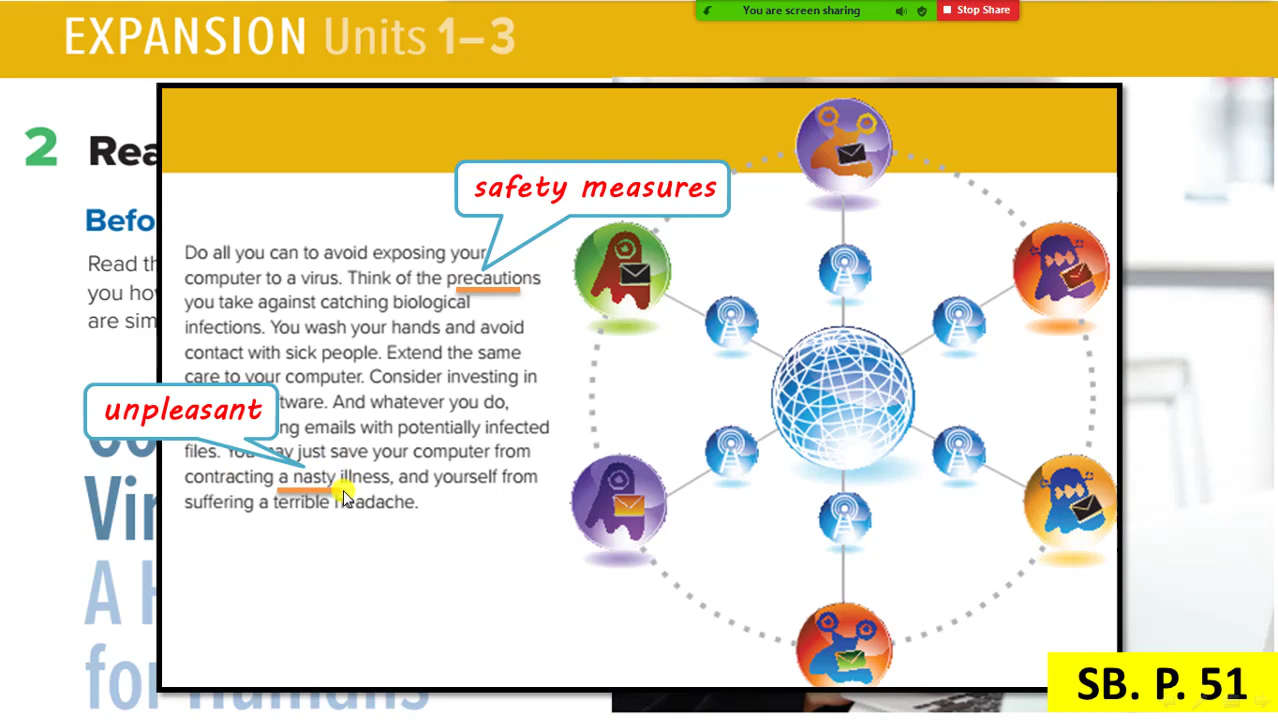 You are screen sharing
Stop Share
EXPANSION Units 1–3
2 Rea
safety measures
Befo
Read th
you how
are sim
Do all you can to avoid exposing your
computer to a virus. Think of the precautions
you take against catching biological
infections. You wash your hands and avoid
contact with sick people. Extend the same
care to your computer. Consider investing in
tware. And whatever you do,
unpleasant
ng emails with potentially infected
files. You may just save your computer from
contracting a nasty illness, and yourself from
suffering a terrible headache.
Vir
A H
for Humans
SB. P. 51